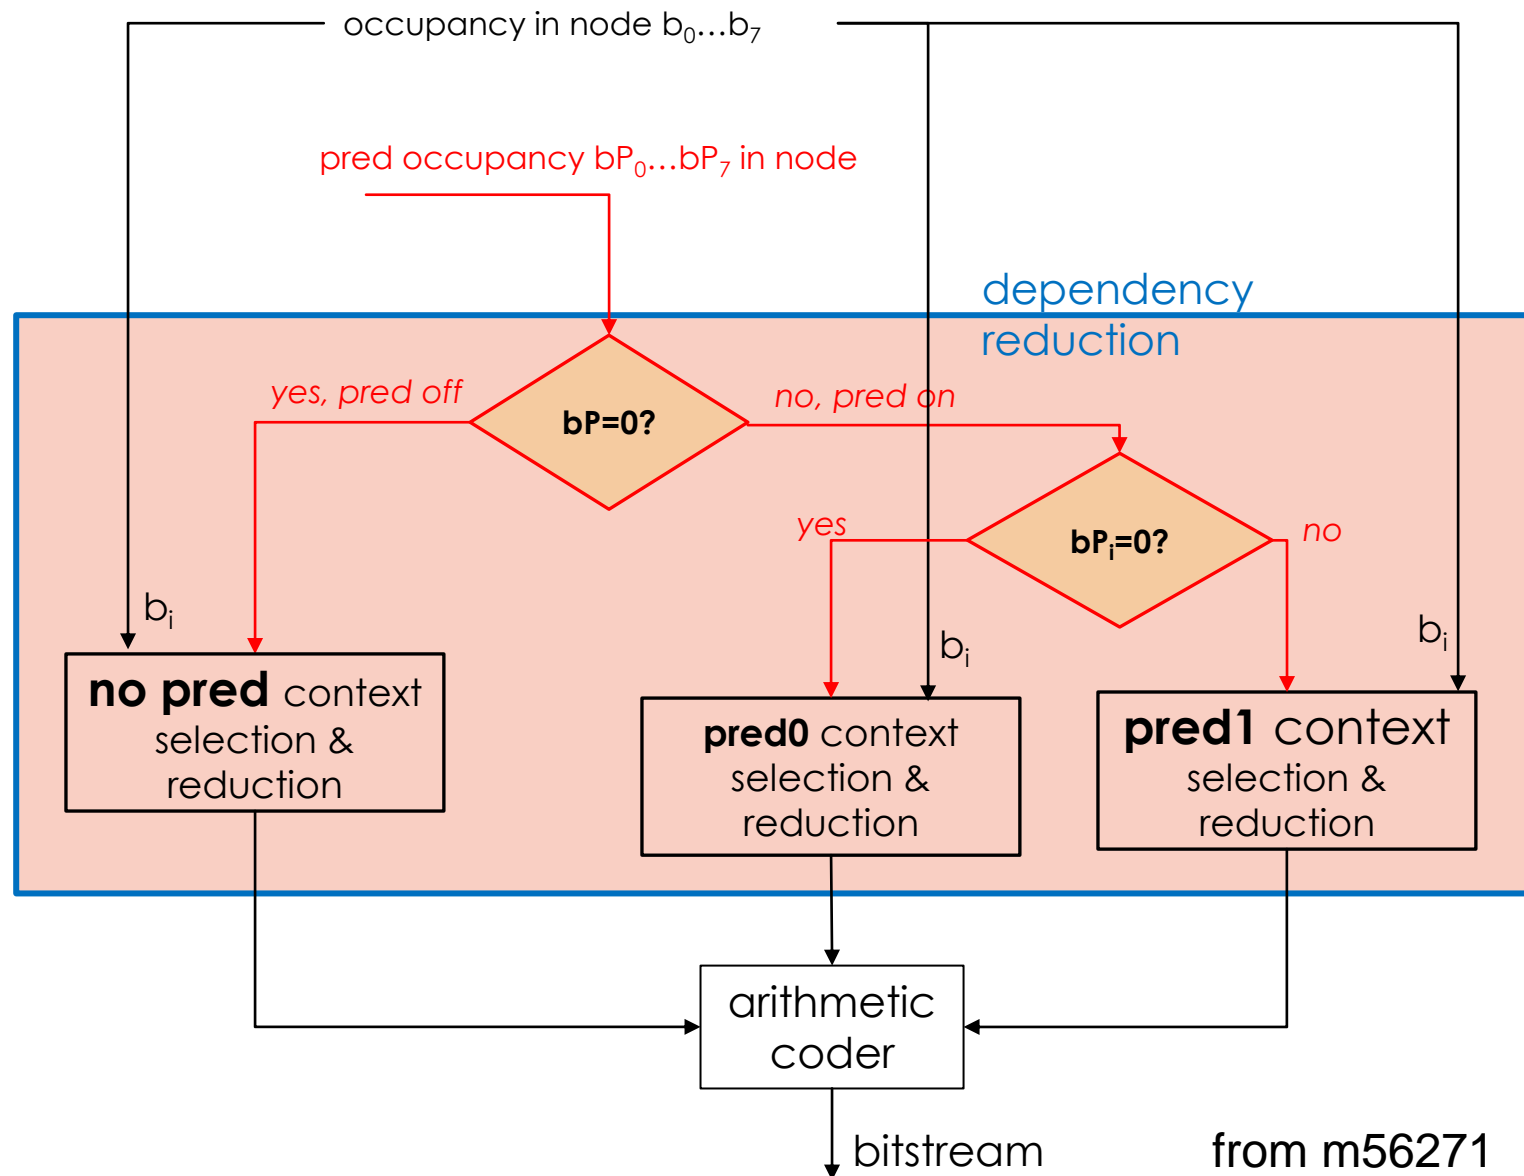 occupancy in node b₀...b₇
pred occupancy bP₀...bP₇ in node
dependency
reduction
yes, pred off
no, pred on
bP=0?
yes
bPᵢ=0?
no
bᵢ
bᵢ
bᵢ
no pred context
selection &
reduction
pred0 context
selection &
reduction
pred1 context
selection &
reduction
arithmetic
coder
bitstream
from m56271